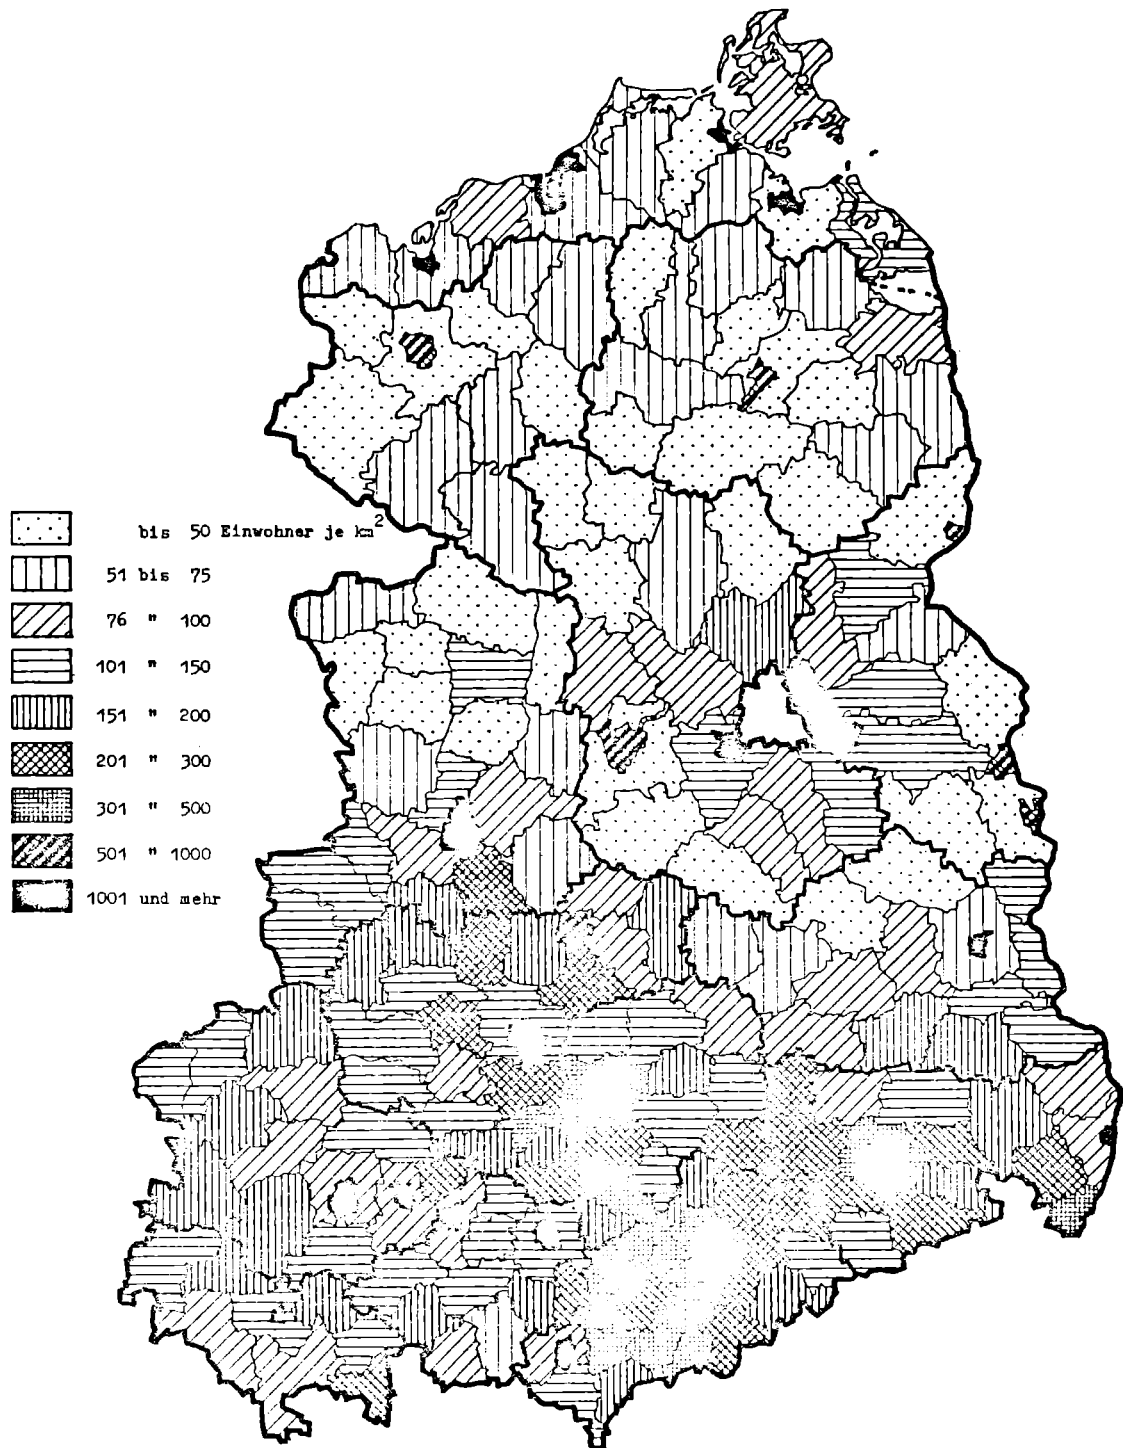 bis 50 Einwohner je km²
51 bis 75
76 " 100
101 " 150
151 " 200
201 " 300
301 " 500
501 " 1000
1001 und mehr